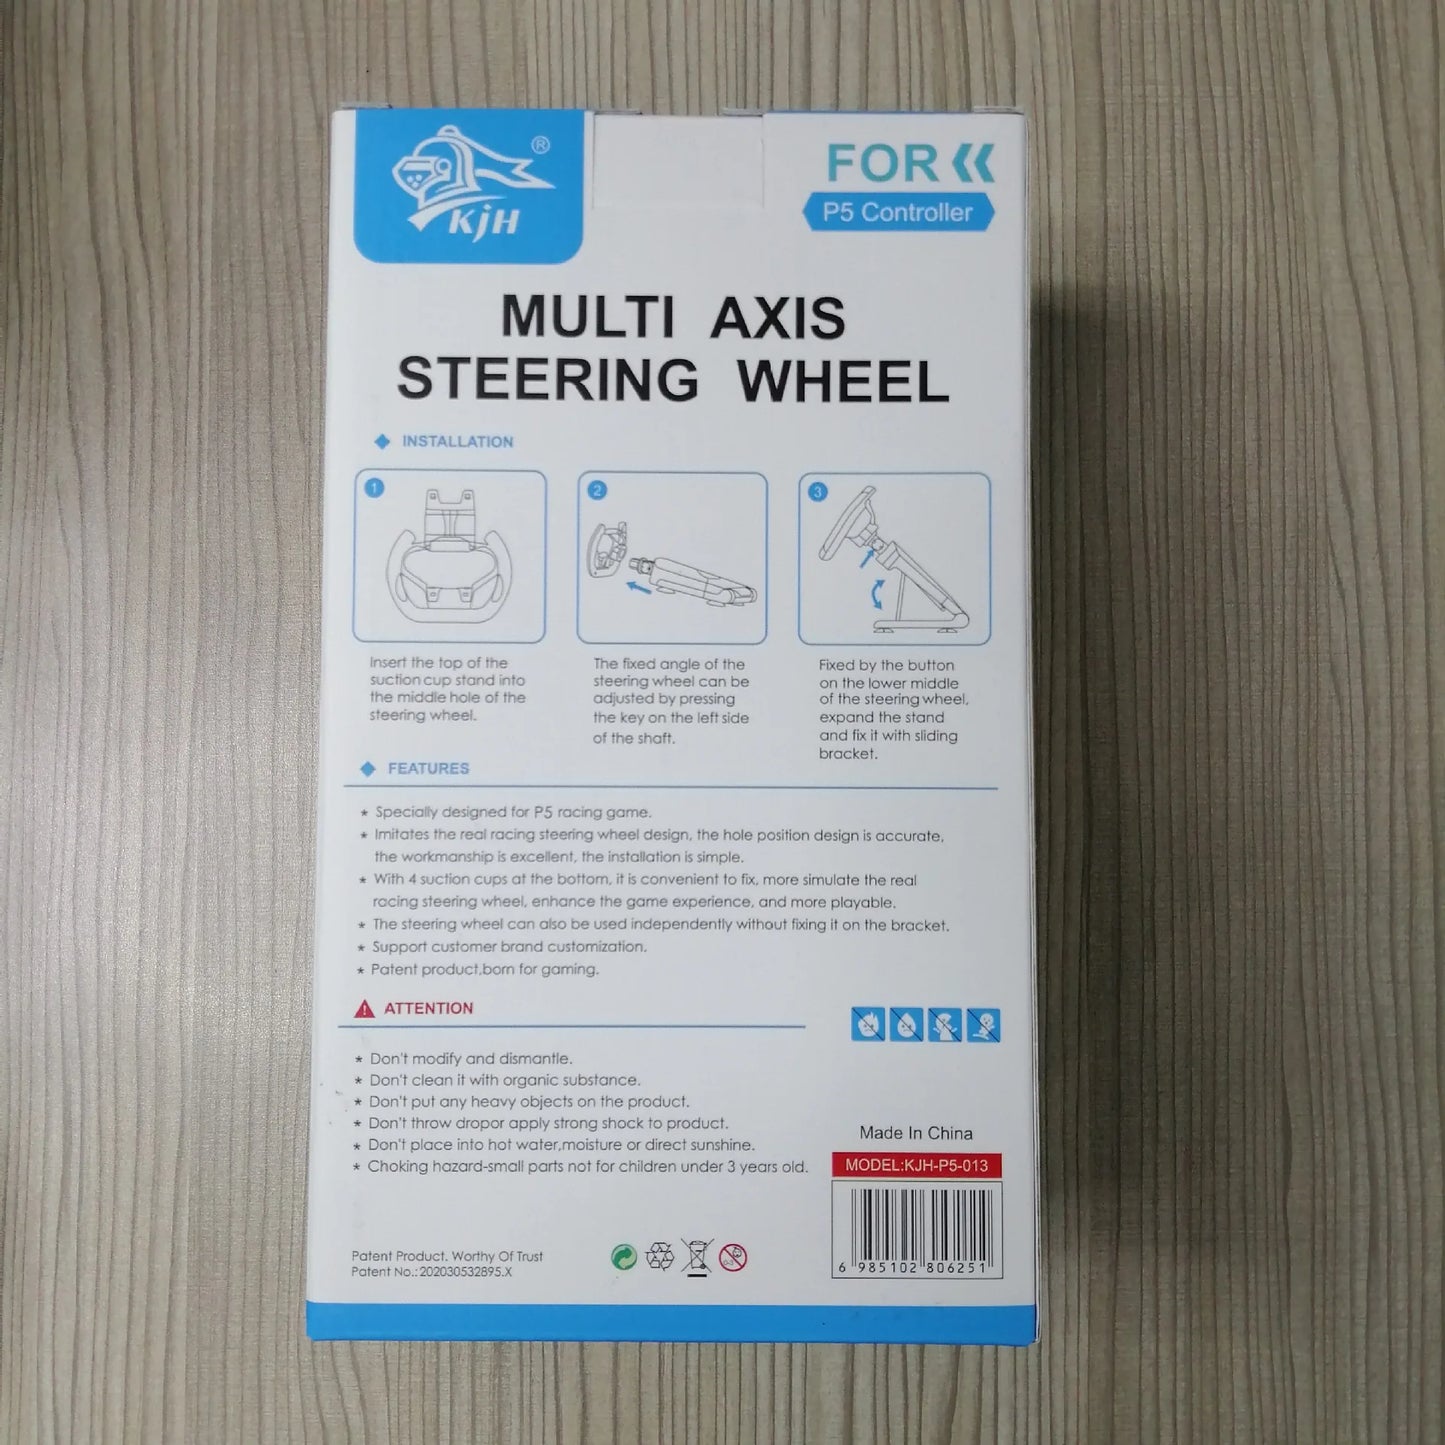 KJH ®
FOR
P5 Controller
MULTI AXIS
STEERING WHEEL
INSTALLATION
1
2
3
Insert the top of the
suction cup stand into
the middle hole of the
steering wheel.
The fixed angle of the
steering wheel can be
adjusted by pressing
the key on the left side
of the shaft.
Fixed by the button
on the lower middle
of the steering wheel,
expand the stand
and fix it with sliding
bracket.
FEATURES
* Specially designed for P5 racing game.
* Imitates the real racing steering wheel design, the hole position design is accurate,
the workmanship is excellent, the installation is simple.
* With 4 suction cups at the bottom, it is convenient to fix, more simulate the real
racing steering wheel, enhance the game experience, and more playable.
* The steering wheel can also be used independently without fixing it on the bracket.
* Support customer brand customization.
* Patent product,born for gaming.
ATTENTION
* Don't modify and dismantle.
* Don't clean it with organic substance.
* Don't put any heavy objects on the product.
* Don't throw dropor apply strong shock to product.
* Don't place into hot water,moisture or direct sunshine.
* Choking hazard-small parts not for children under 3 years old.
Made In China
MODEL:KJH-P5-013
6 985102 806251
Patent Product. Worthy Of Trust
Patent No.:202030532895.X
0-3